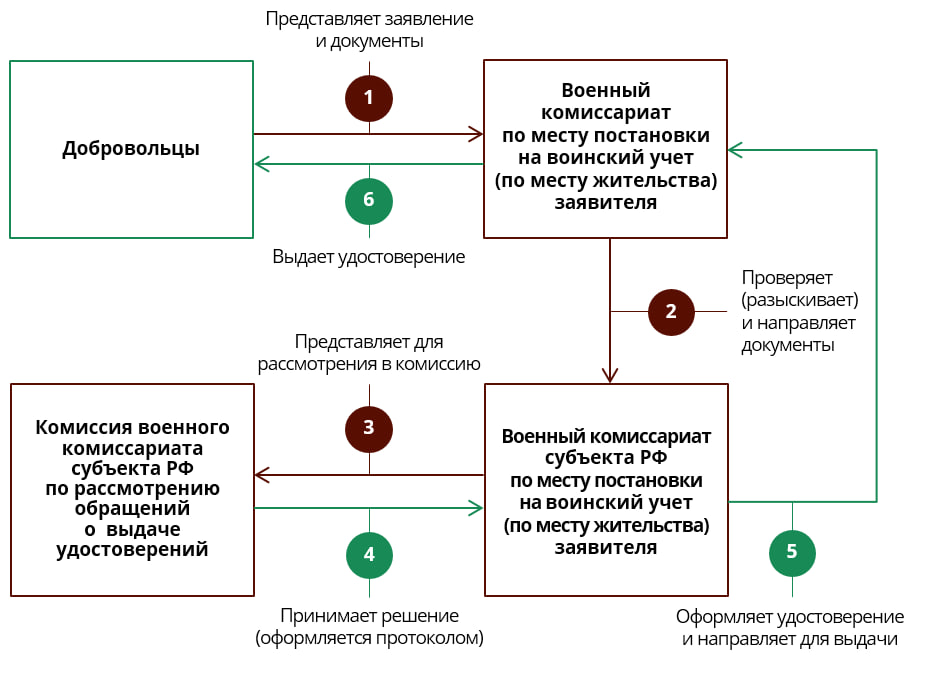 Представляет заявление
и документы
1
Добровольцы
Военный
комиссариат
по месту постановки
на воинский учет
(по месту жительства)
заявителя
6
Выдает удостоверение
2
Проверяет
(разыскивает)
и направляет
документы
Представляет для
рассмотрения в комиссию
3
Комиссия военного
комиссариата
субъекта РФ
по рассмотрению
обращений
о выдаче
удостоверений
Военный комиссариат
субъекта РФ
по месту постановки
на воинский учет
(по месту жительства)
заявителя
4
Принимает решение
(оформляется протоколом)
5
Оформляет удостоверение
и направляет для выдачи